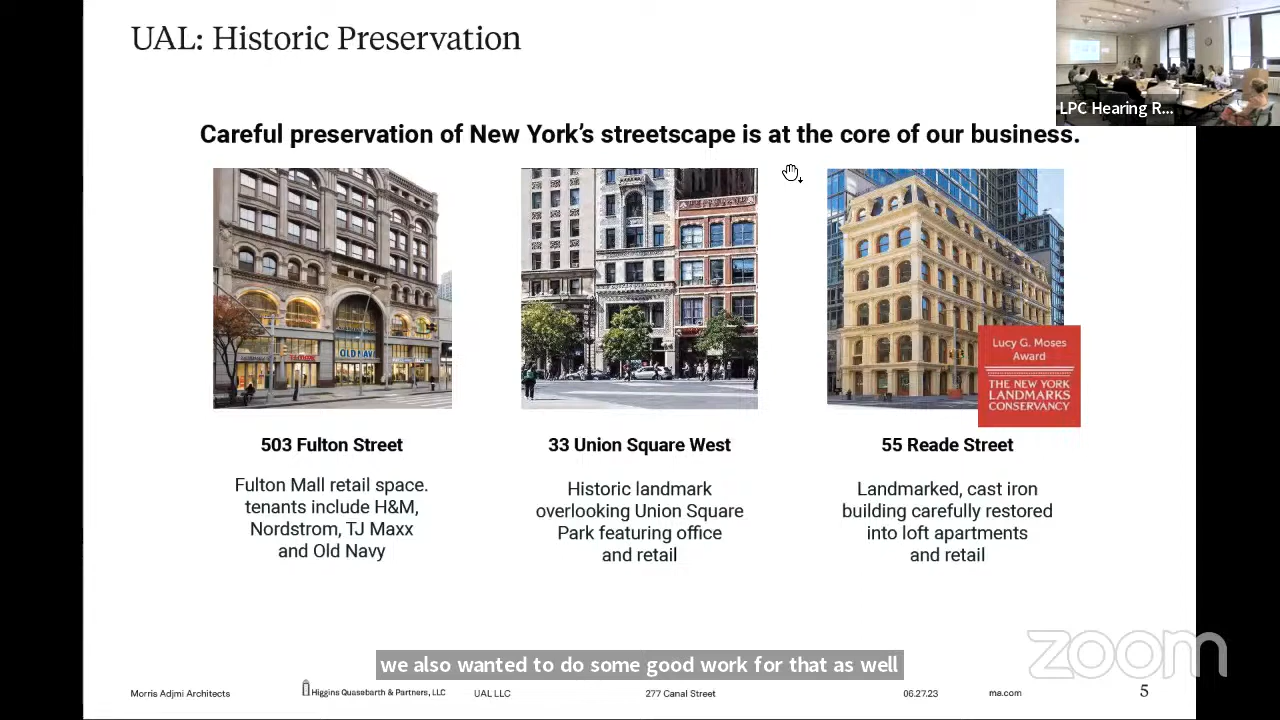 UAL: Historic Preservation
LPC Hearing R...
Careful preservation of New York's streetscape is at the core of our business.
OLD NAVY
Lucy G. Moses
Award
THE NEW YORK
LANDMARKS
CONSERVANCY
503 Fulton Street
Fulton Mall retail space.
tenants include H&M,
Nordstrom, TJ Maxx
and Old Navy
33 Union Square West
Historic landmark
overlooking Union Square
Park featuring office
and retail
55 Reade Street
Landmarked, cast iron
building carefully restored
into loft apartments
and retail
zoom
we also wanted to do some good work for that as well
Morris Adjmi Architects
Higgins Quasebarth & Partners, LLC
UAL LLC
277 Canal Street
06.27.23
ma.com
5